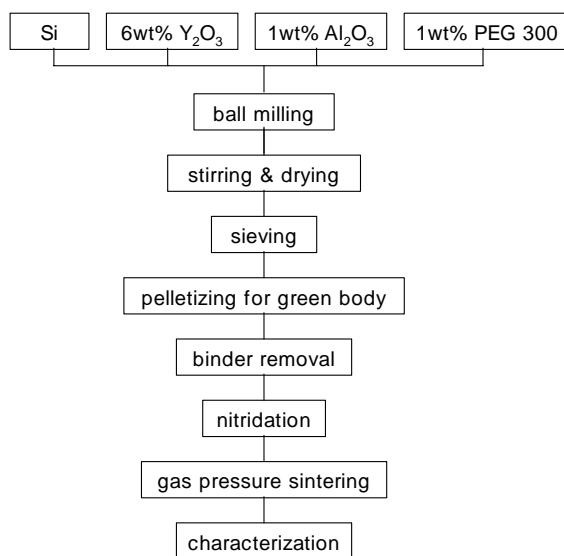 Si 6wt% Y₂O₃ 1wt% Al₂O₃ 1wt% PEG 300
ball milling
stirring & drying
sieving
pelletizing for green body
binder removal
nitridation
gas pressure sintering
characterization